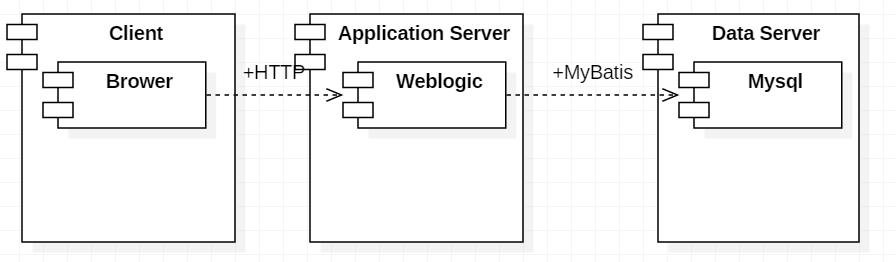 Client
Application Server
Data Server
+HTTP
+MyBatis
Brower
Weblogic
Mysql